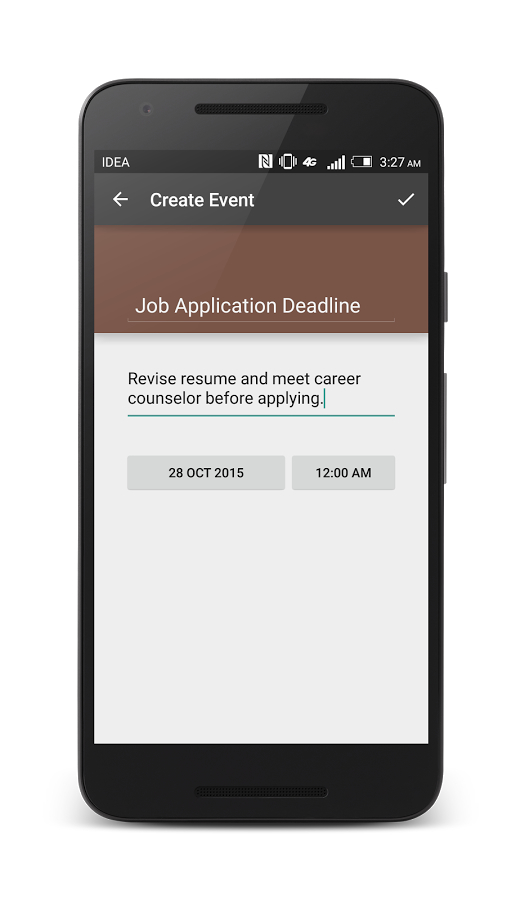 IDEA 4G 3:27 AM
Create Event
Job Application Deadline
Revise resume and meet career
counselor before applying.
28 OCT 2015 12:00 AM